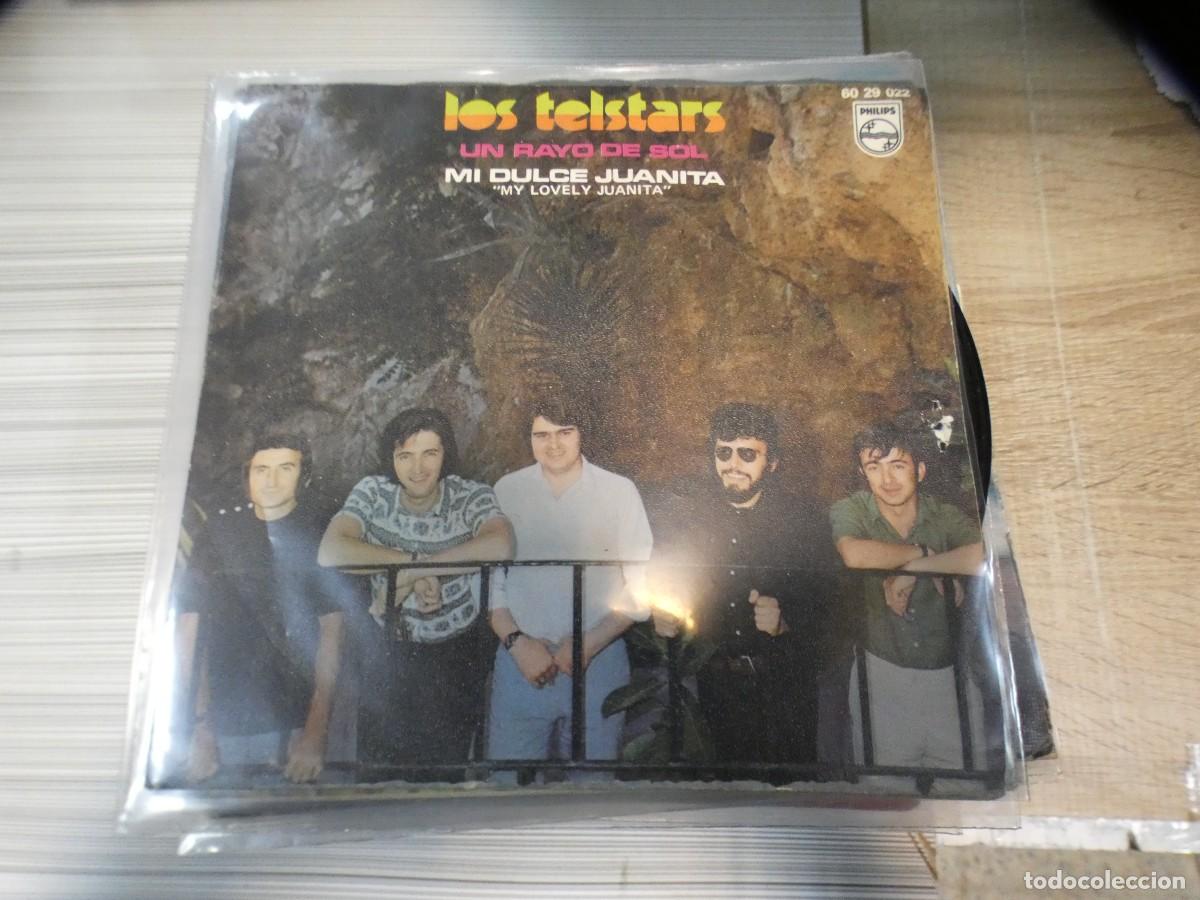 los telstars
60 29 022
PHILIPS
UN RAYO DE SOL
MI DULCE JUANITA
"MY LOVELY JUANITA"
todocoleccion